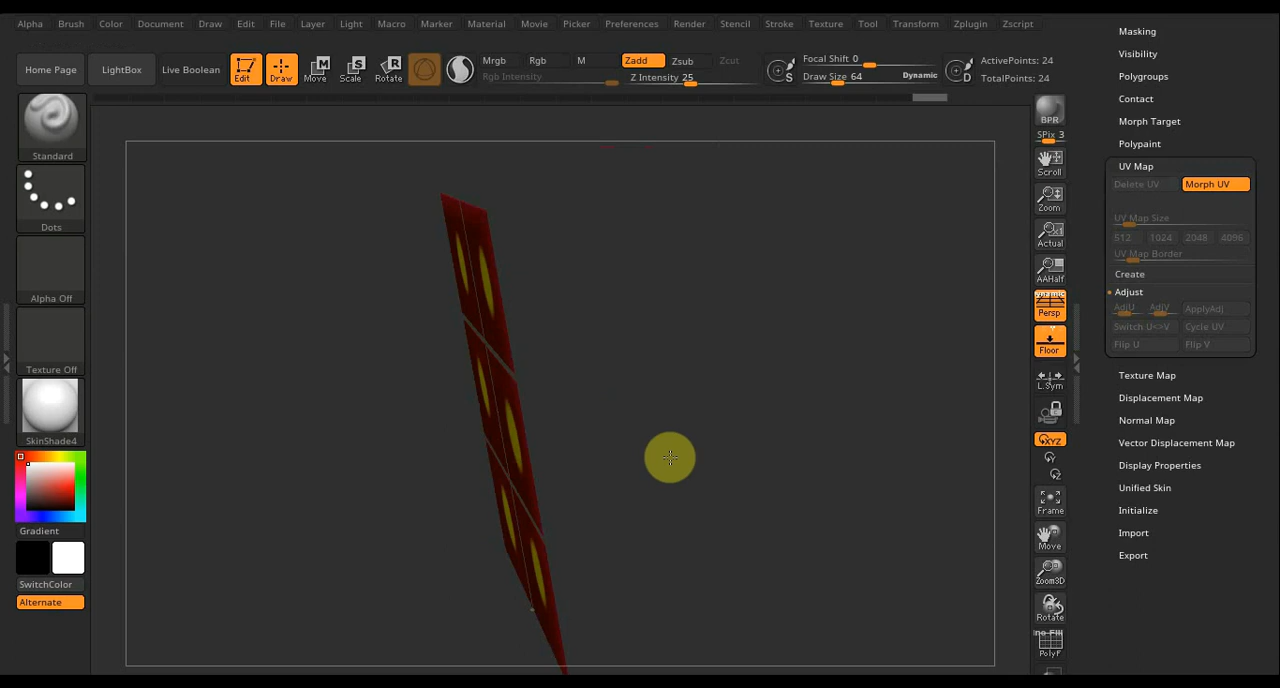 Alpha Brush Color Document Draw Edit File Layer Light Macro Marker Material Movie Picker Preferences Render Stencil Stroke Texture Tool Transform Zplugin Zscript
Home Page LightBox Live Boolean Edit Draw Move Scale Rotate
Mrgb Rgb M Zadd Zsub Zcut
Rgb Intensity Z Intensity 25
S Focal Shift 0
Draw Size 64 Dynamic D
ActivePoints: 24
TotalPoints: 24
Standard
Dots
Alpha Off
Texture Off
SkinShade4
Gradient
SwitchColor
Alternate
BPR
SPix 3
Scroll
Zoom
Actual
AAHalf
Dynamic
Persp
Floor
L.Sym
XYZ
Y
Z
Frame
Move
Zoom3D
Rotate
Line Fill
PolyF
Masking
Visibility
Polygroups
Contact
Morph Target
Polypaint
UV Map
Delete UV Morph UV
UV Map Size
512 1024 2048 4096
UV Map Border
Create
Adjust
AdjU AdjV ApplyAdj
Switch U<>V Cycle UV
Flip U Flip V
Texture Map
Displacement Map
Normal Map
Vector Displacement Map
Display Properties
Unified Skin
Initialize
Import
Export